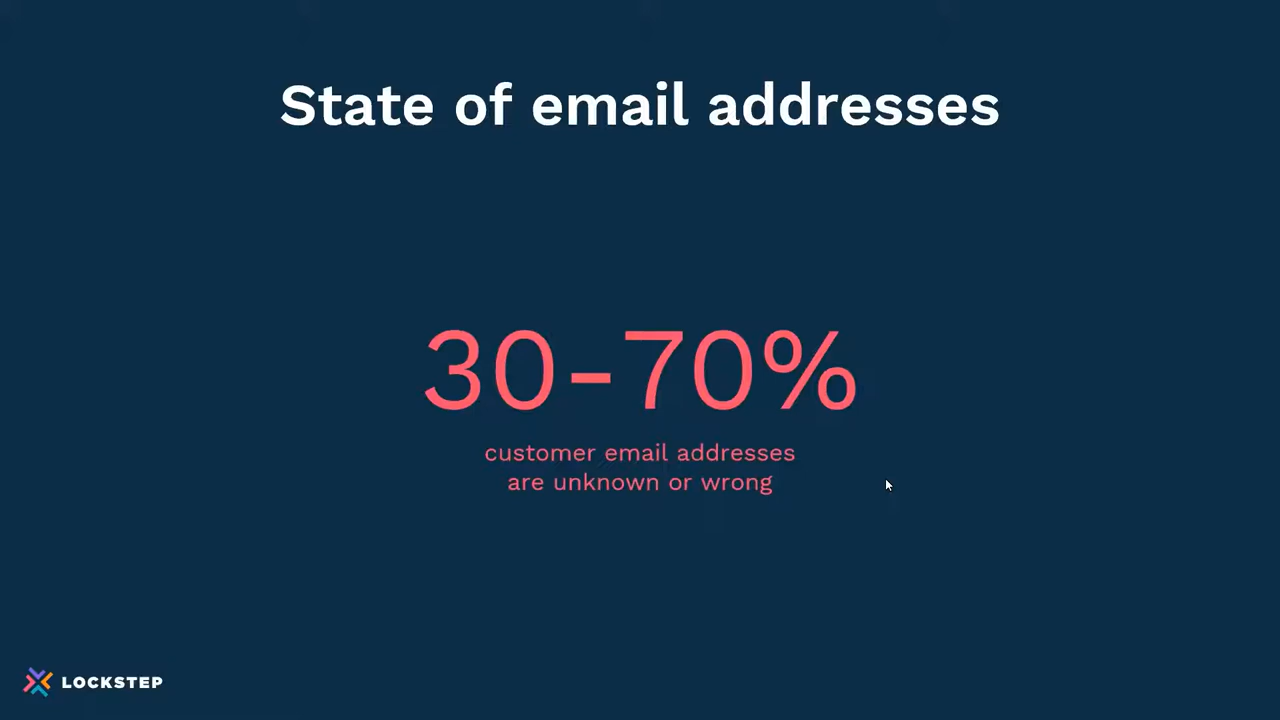 State of email addresses
30-70%
customer email addresses
are unknown or wrong
LOCKSTEP